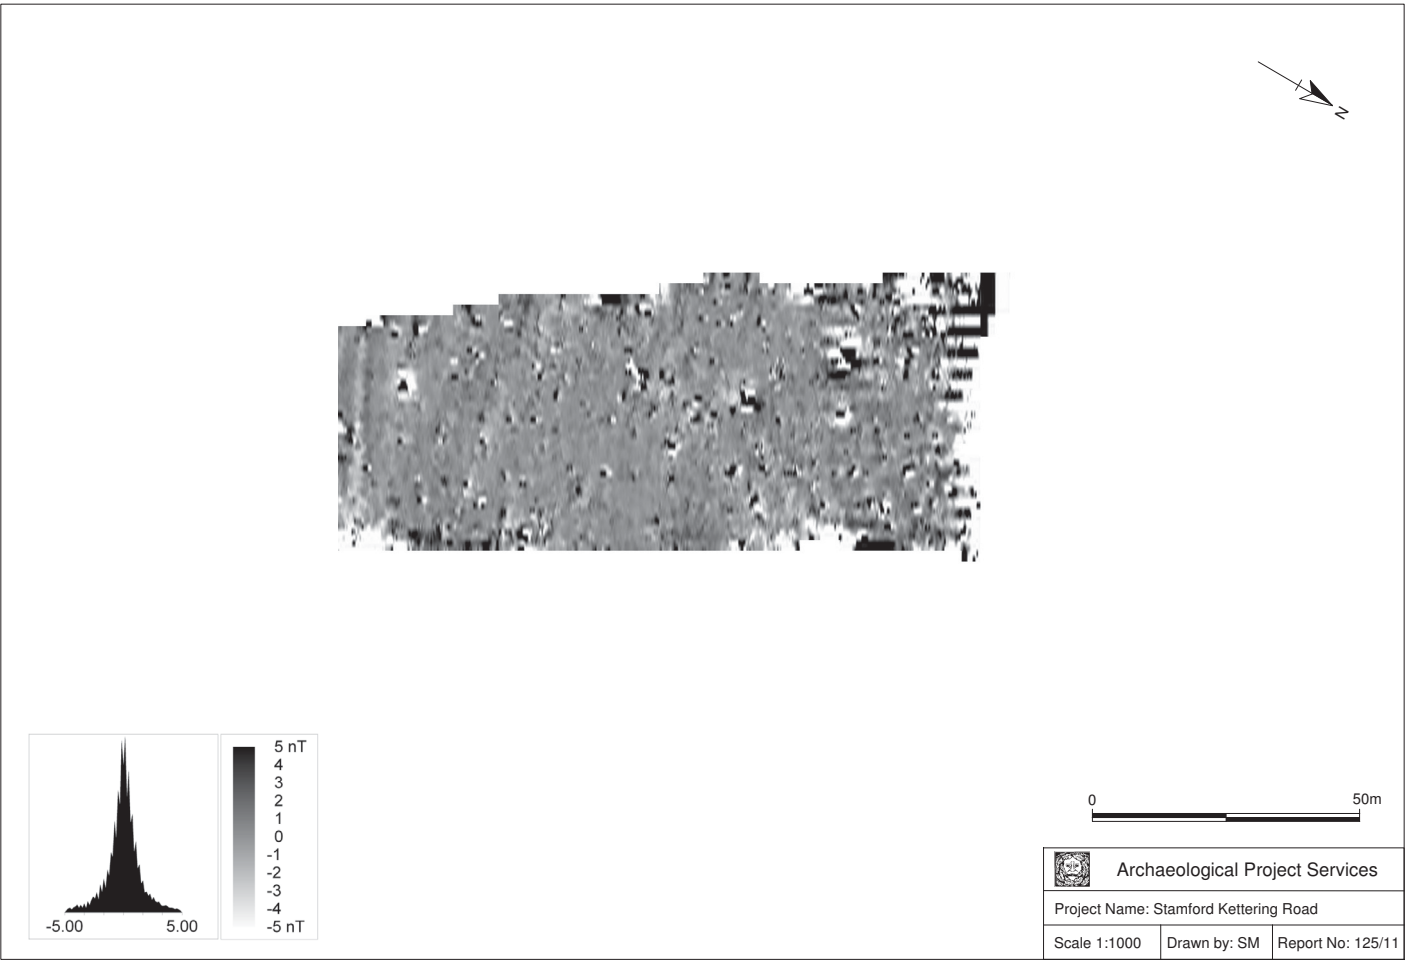 N
5 nT
4
3
2
1
0
-1
-2
-3
-4
-5 nT
-5.00 5.00
0 50m
Archaeological Project Services
Project Name: Stamford Kettering Road
Scale 1:1000 Drawn by: SM Report No: 125/11